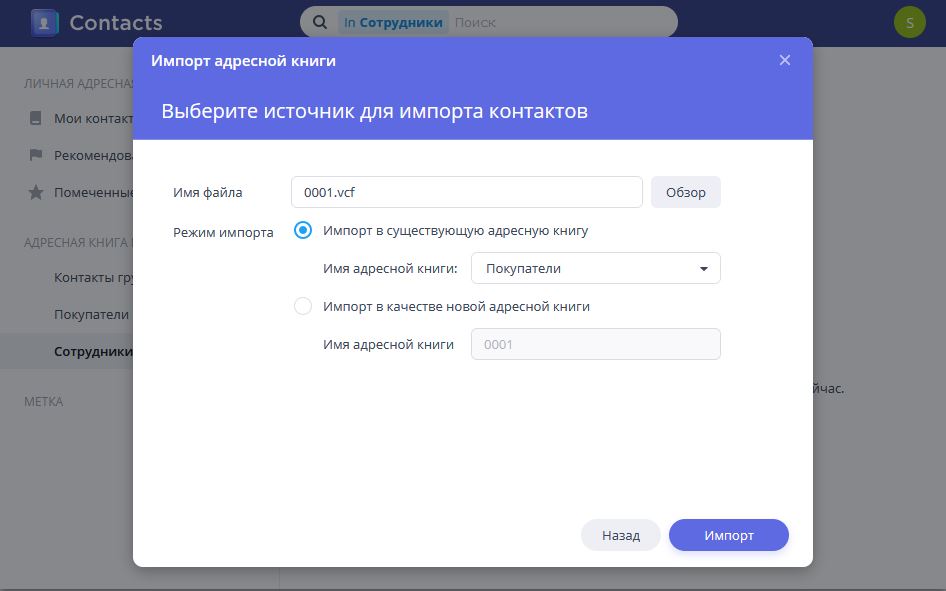 Contacts
In Сотрудники Поиск
S
Импорт адресной книги
Выберите источник для импорта контактов
ЛИЧНАЯ АДРЕСНАЯ
Мои контакт
Рекомендова
Помеченные
АДРЕСНАЯ КНИГА
Контакты гру
Покупатели
Сотрудники
МЕТКА
Имя файла
0001.vcf
Обзор
Режим импорта
Импорт в существующую адресную книгу
Имя адресной книги:
Покупатели
Импорт в качестве новой адресной книги
Имя адресной книги
0001
йчас.
Назад
Импорт